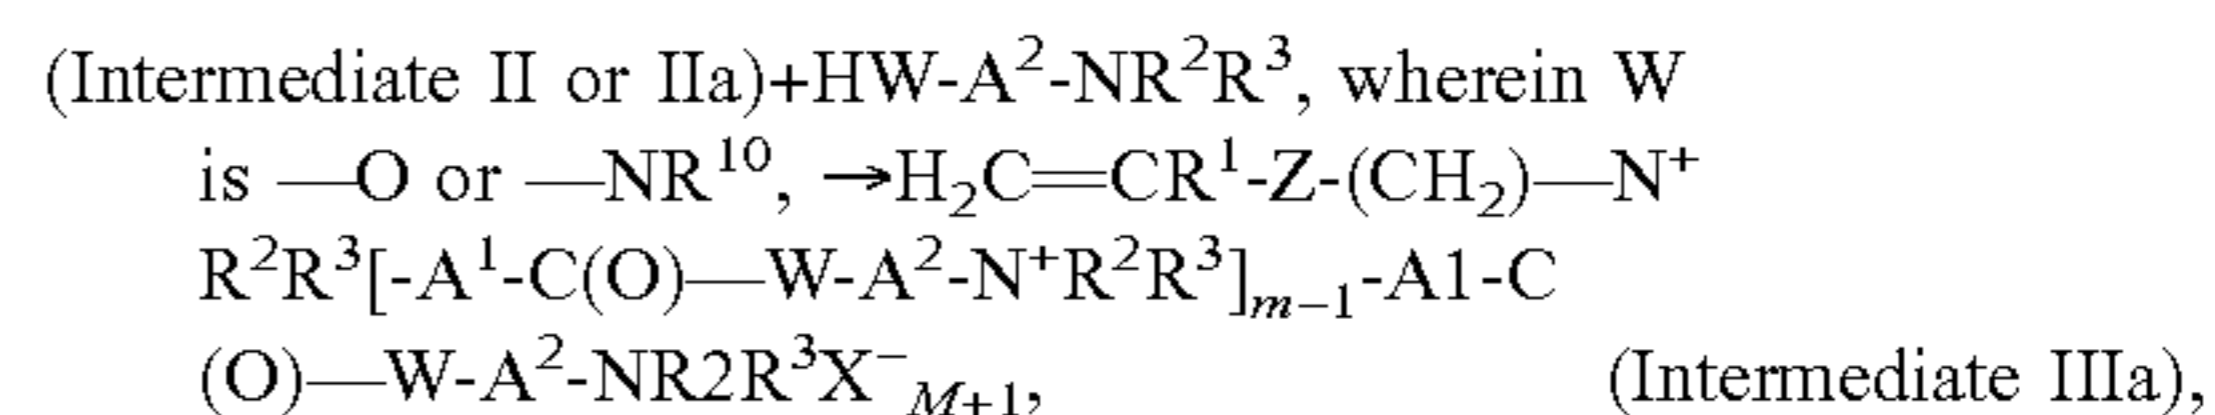 (Intermediate II or IIa)+HW-A²-NR²R³, wherein W
is —O or —NR¹⁰, →H₂C═CR¹-Z-(CH₂)—N⁺
R²R³[-A¹-C(O)—W-A²-N⁺R²R³]ₘ₋₁-A1-C
(O)—W-A²-NR2R³X⁻_M+1, (Intermediate IIIa),